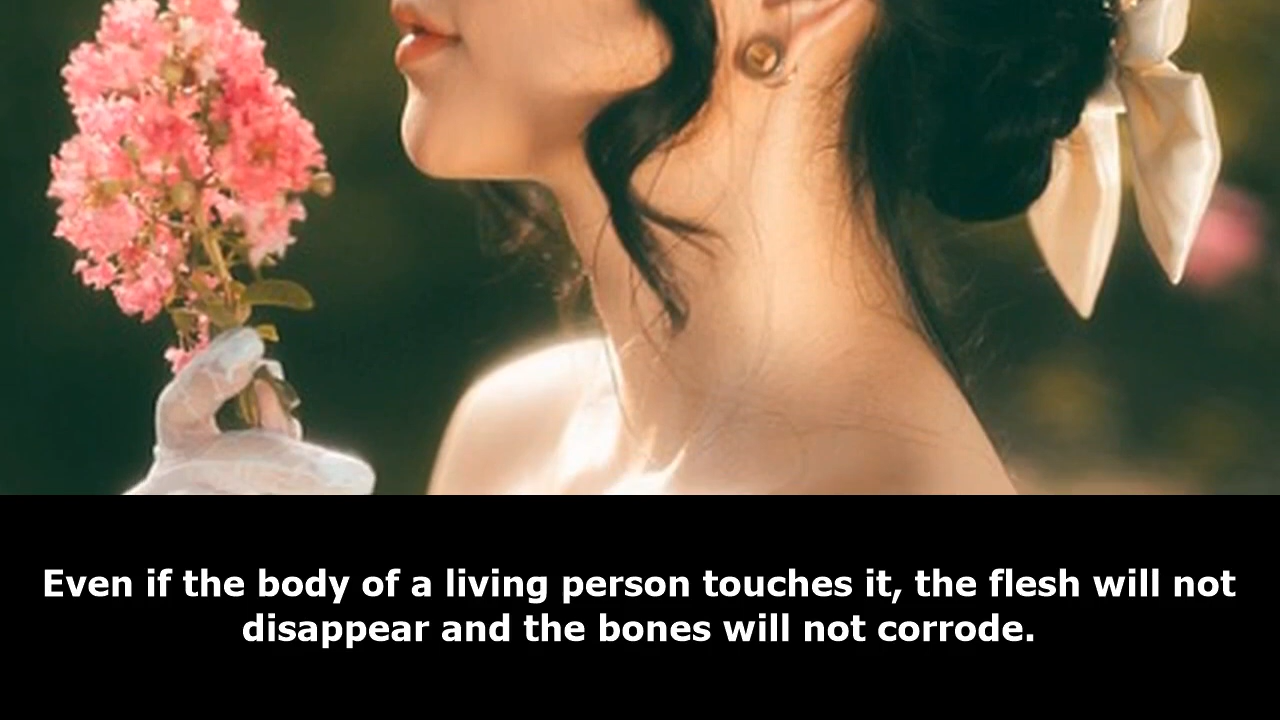 Even if the body of a living person touches it, the flesh will not
disappear and the bones will not corrode.